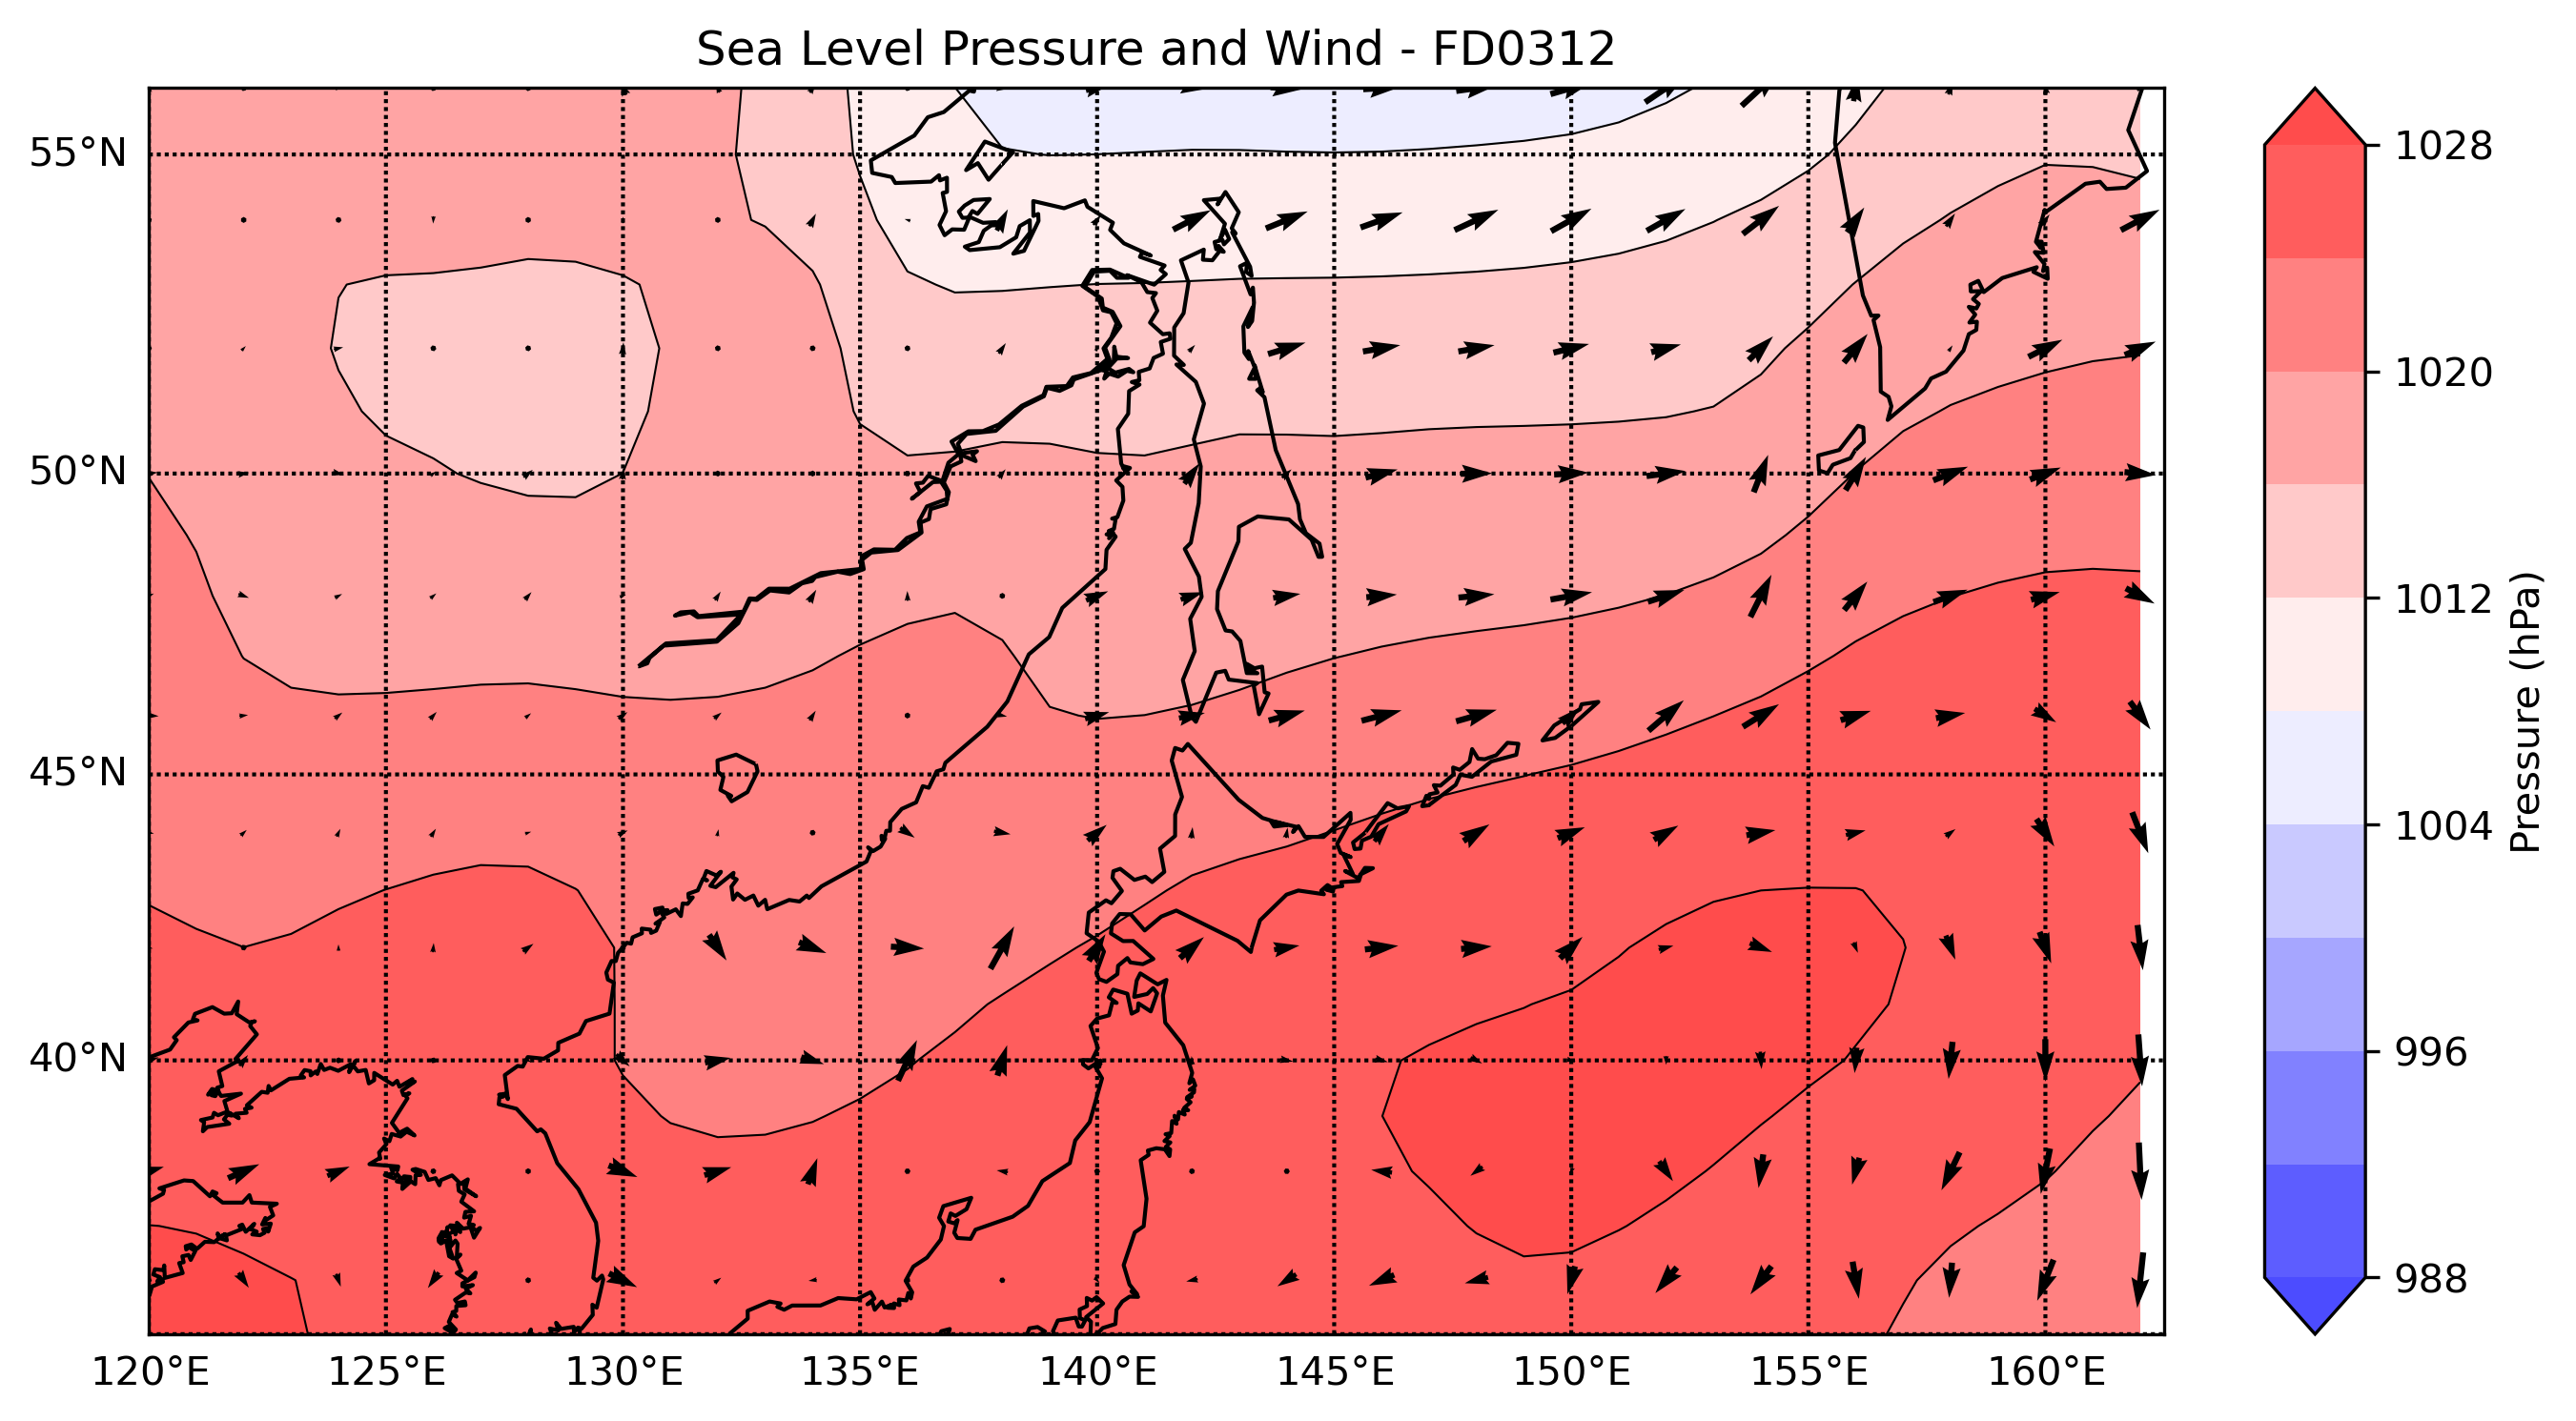 Sea Level Pressure and Wind - FD0312
55°N
50°N
45°N
40°N
120°E 125°E 130°E 135°E 140°E 145°E 150°E 155°E 160°E
1028
1020
1012
1004
996
988
Pressure (hPa)